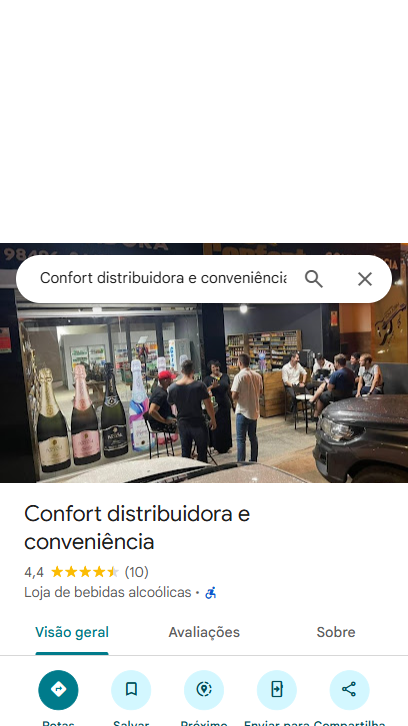 Confort distribuidora e conveniência
Confort distribuidora e
conveniência
4,4
(10)
Loja de bebidas alcoólicas ·
Visão geral
Avaliações
Sobre
Rotas
Salvar
Próximo
Enviar para
Compartilhar